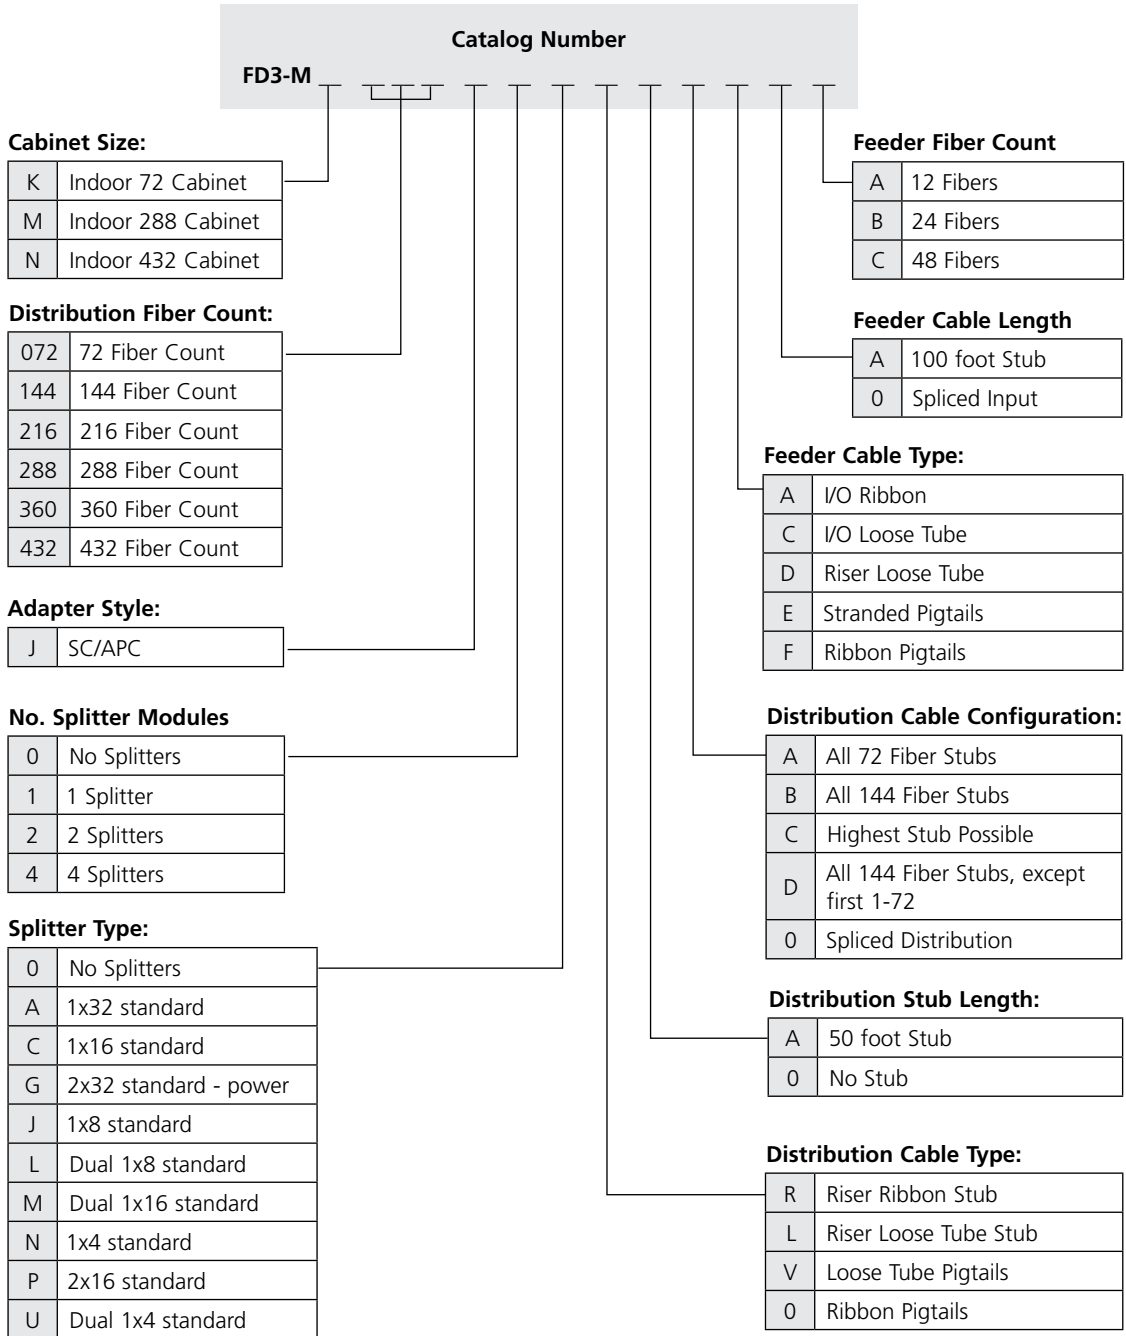 Catalog Number
FD3-M _ _ _ _ _ _ _ _ _ _ _ _ _
Cabinet Size:
K Indoor 72 Cabinet
M Indoor 288 Cabinet
N Indoor 432 Cabinet
Distribution Fiber Count:
072 72 Fiber Count
144 144 Fiber Count
216 216 Fiber Count
288 288 Fiber Count
360 360 Fiber Count
432 432 Fiber Count
Adapter Style:
J SC/APC
No. Splitter Modules
0 No Splitters
1 1 Splitter
2 2 Splitters
4 4 Splitters
Splitter Type:
0 No Splitters
A 1x32 standard
C 1x16 standard
G 2x32 standard - power
J 1x8 standard
L Dual 1x8 standard
M Dual 1x16 standard
N 1x4 standard
P 2x16 standard
U Dual 1x4 standard
Feeder Fiber Count
A 12 Fibers
B 24 Fibers
C 48 Fibers
Feeder Cable Length
A 100 foot Stub
0 Spliced Input
Feeder Cable Type:
A I/O Ribbon
C I/O Loose Tube
D Riser Loose Tube
E Stranded Pigtails
F Ribbon Pigtails
Distribution Cable Configuration:
A All 72 Fiber Stubs
B All 144 Fiber Stubs
C Highest Stub Possible
D All 144 Fiber Stubs, except
first 1-72
0 Spliced Distribution
Distribution Stub Length:
A 50 foot Stub
0 No Stub
Distribution Cable Type:
R Riser Ribbon Stub
L Riser Loose Tube Stub
V Loose Tube Pigtails
0 Ribbon Pigtails